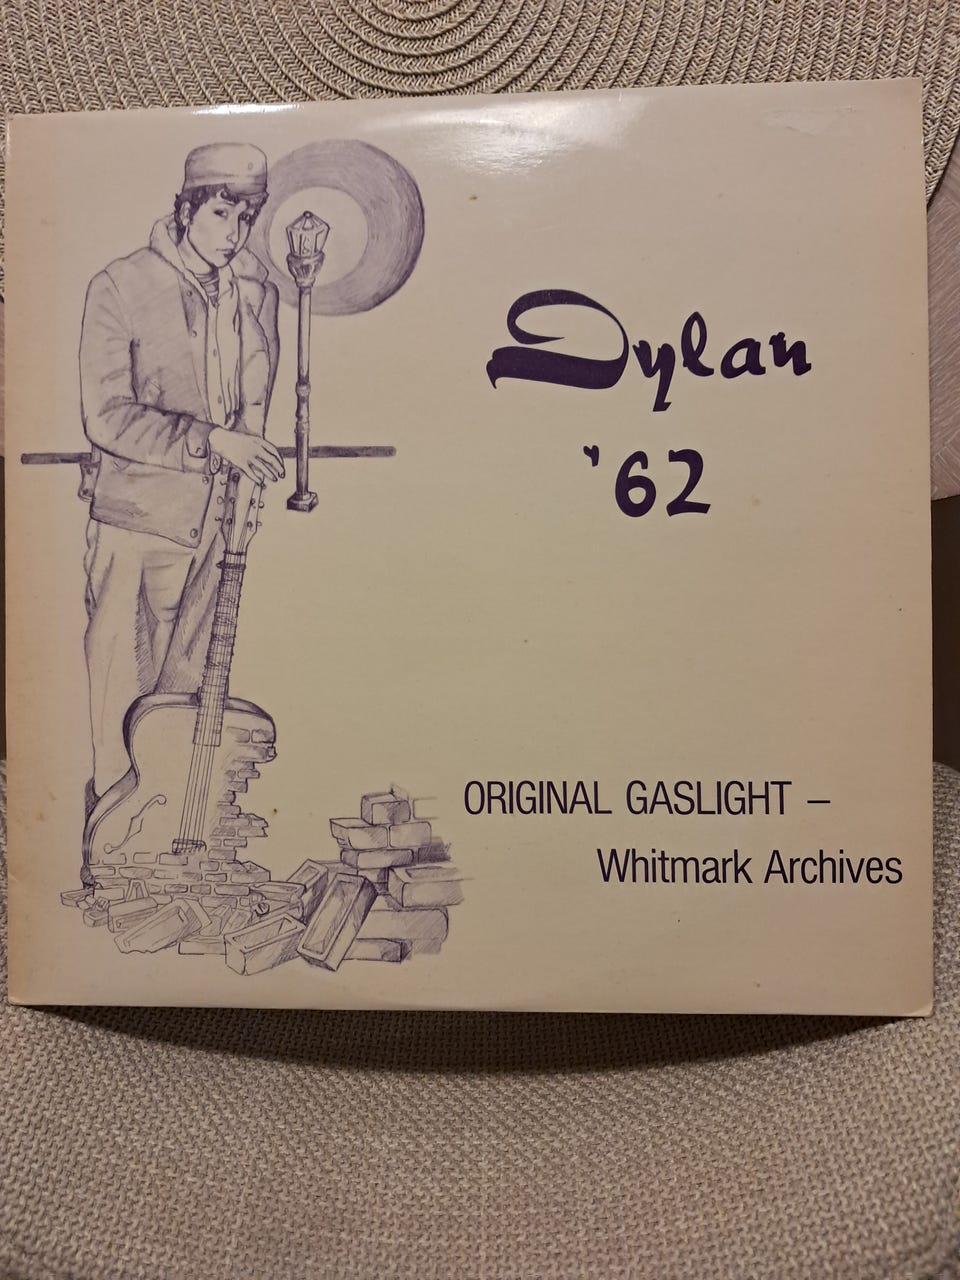 Dylan
'62
ORIGINAL GASLIGHT –
Whitmark Archives